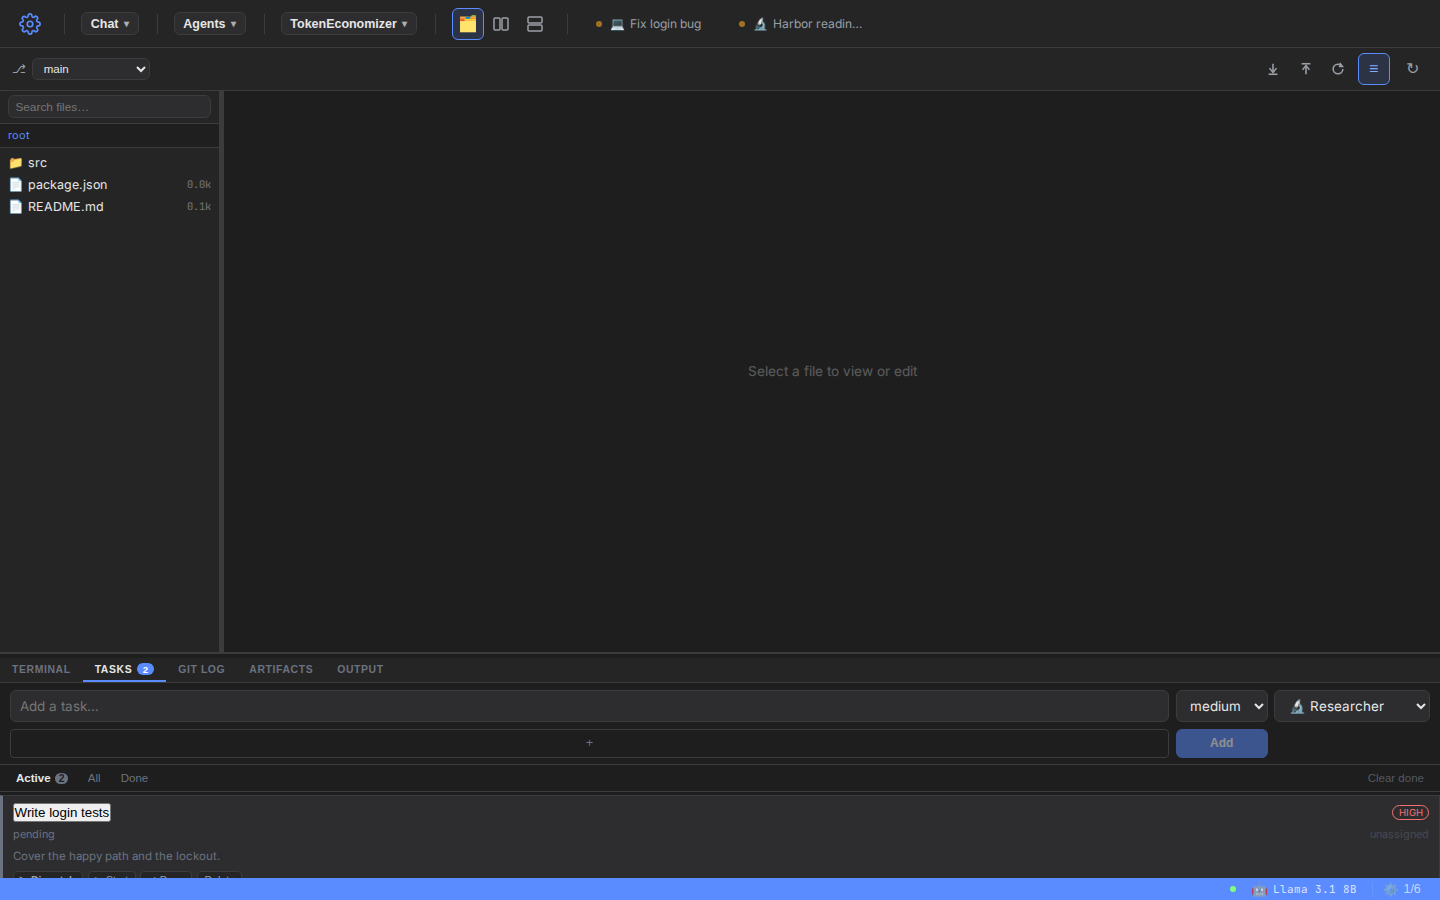 Chat ▾ Agents ▾ TokenEconomizer ▾ Fix login bug Harbor readin...
main
Search files…
root
src
package.json 0.0k
README.md 0.1k
Select a file to view or edit
TERMINAL TASKS 2 GIT LOG ARTIFACTS OUTPUT
Add a task... medium Researcher
+ Add
Active 2 All Done Clear done
Write login tests HIGH
pending unassigned
Cover the happy path and the lockout.
Llama 3.1 8B 1/6